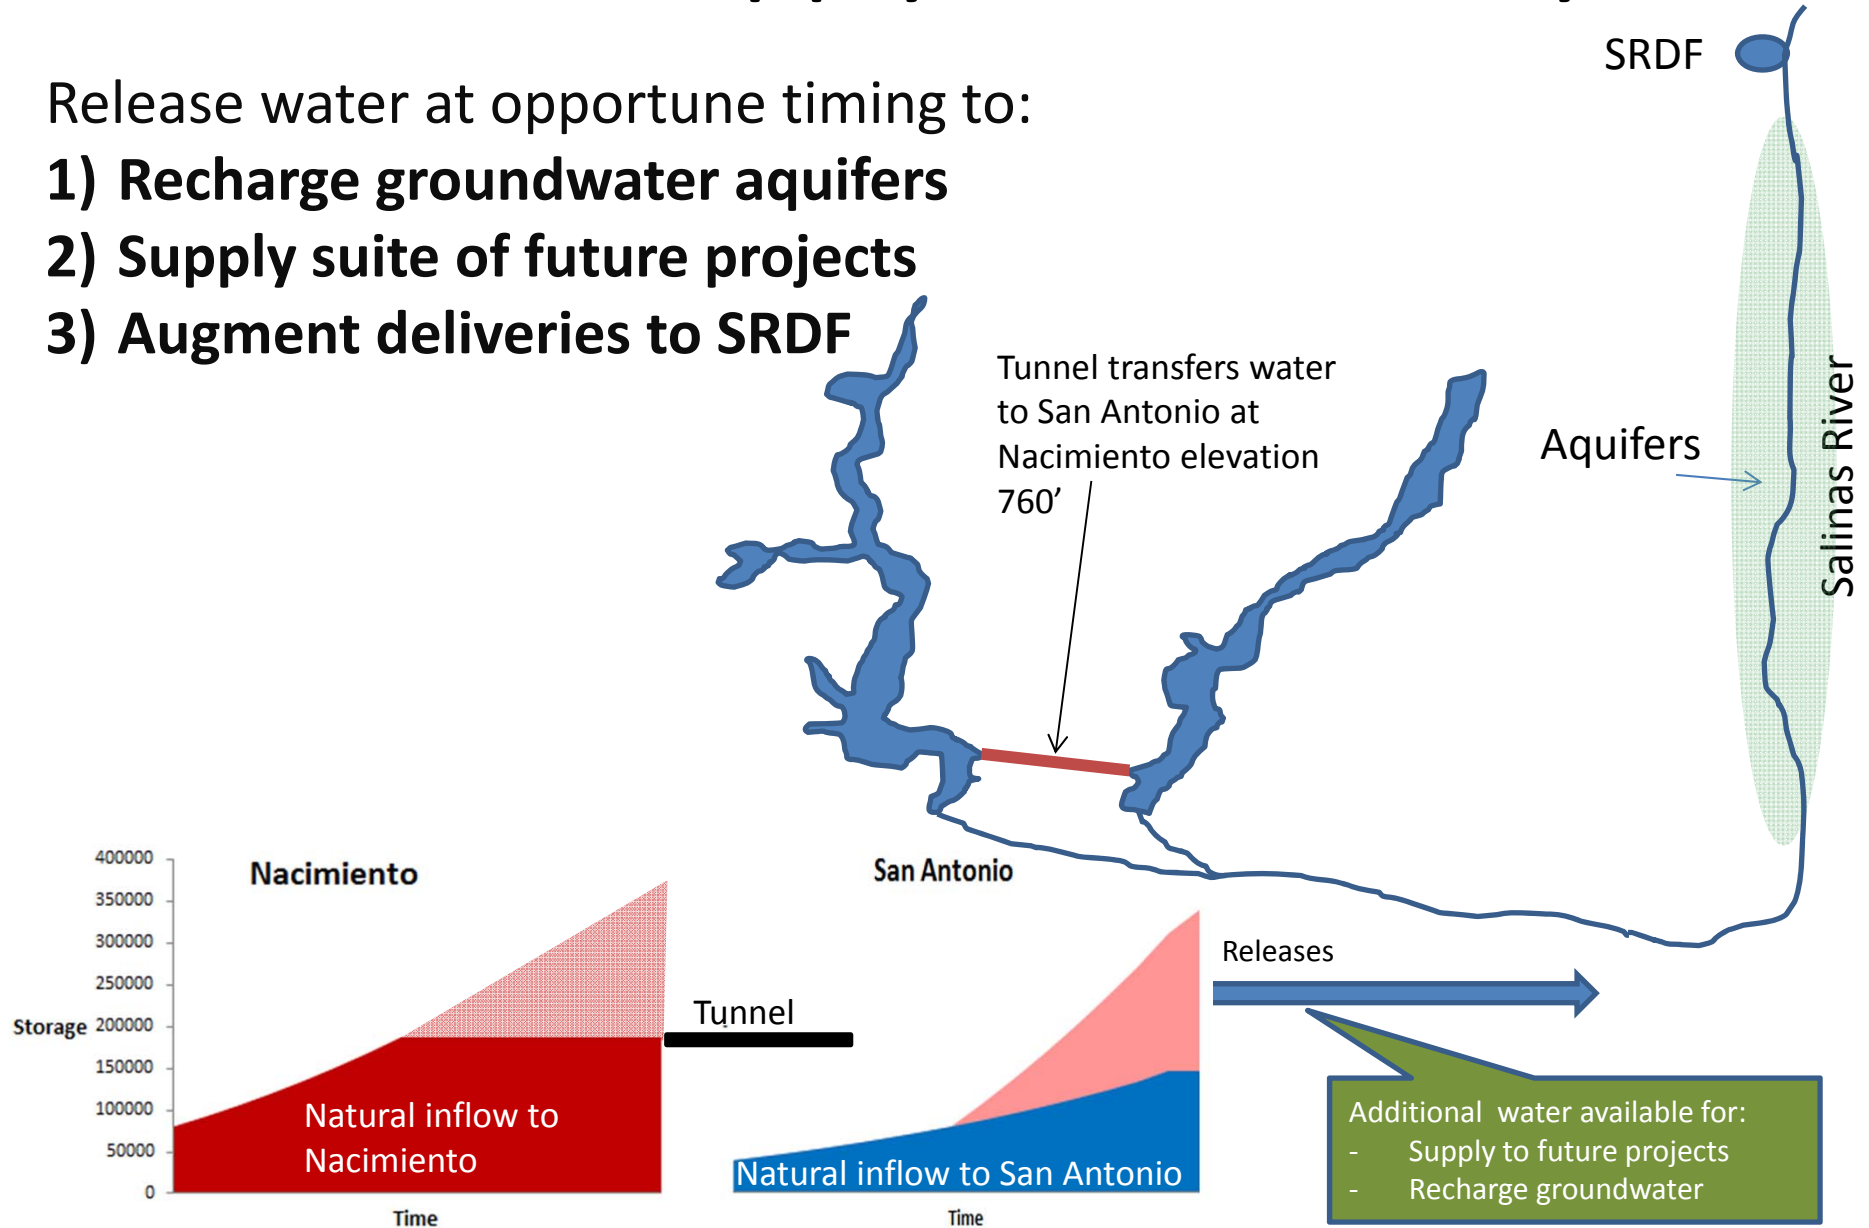 Release water at opportune timing to:
1) Recharge groundwater aquifers
2) Supply suite of future projects
3) Augment deliveries to SRDF
SRDF
Tunnel transfers water
to San Antonio at
Nacimiento elevation
760’
Aquifers
Salinas River
Nacimiento
400000
350000
300000
250000
200000
150000
100000
50000
0
Storage
Natural inflow to
Nacimiento
Time
Tunnel
San Antonio
Natural inflow to San Antonio
Time
Releases
Additional water available for:
- Supply to future projects
- Recharge groundwater